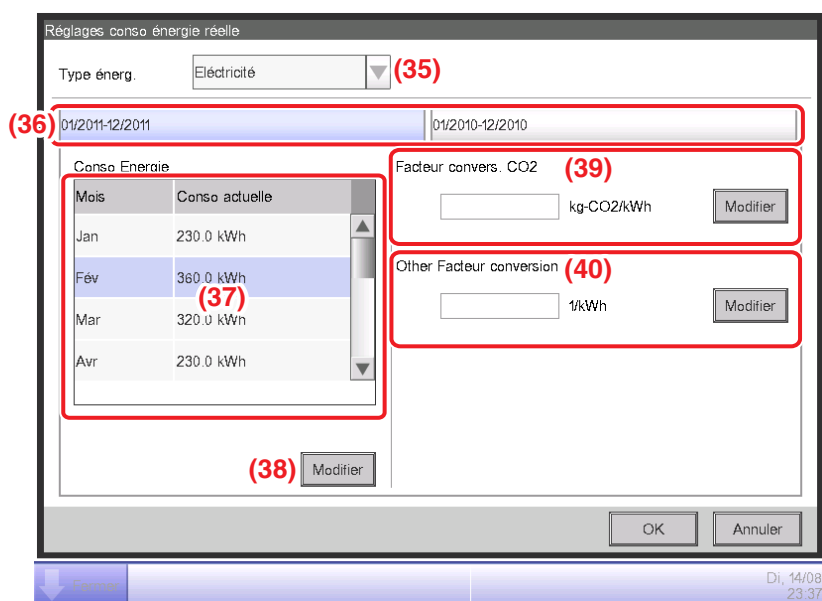 Réglages conso énergie réelle
Type énerg. Eléctricité (35)
(36) 01/2011-12/2011 01/2010-12/2010
Conso Energie Facteur convers. CO2 (39)
Mois Conso actuelle kg-CO2/kWh Modifier
Jan 230.0 kWh
Other Facteur conversion (40)
Fév 360.0 kWh
(37)
1/kWh Modifier
Mar 320.0 kWh
Avr 230.0 kWh
(38) Modifier
OK Annuler
Fermer
Di, 14/08
23:37